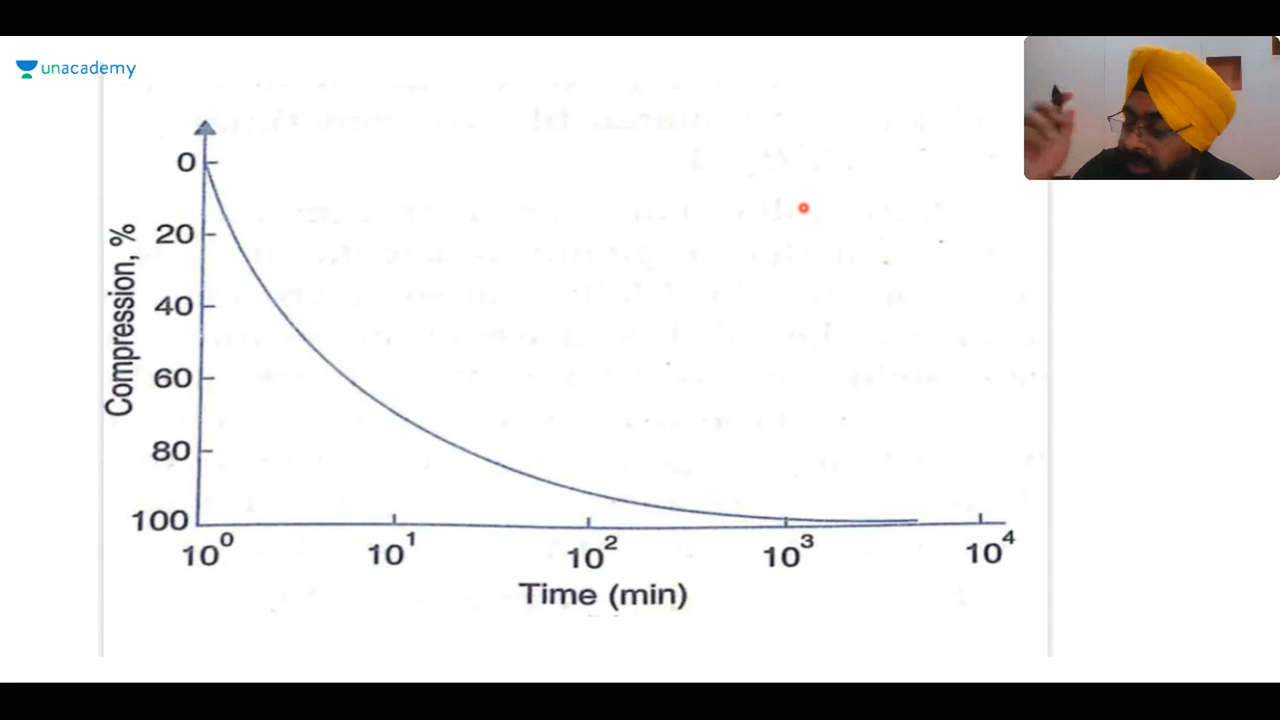 unacademy
0
20
40
60
80
100
Compression, %
10⁰ 10¹ 10² 10³ 10⁴
Time (min)